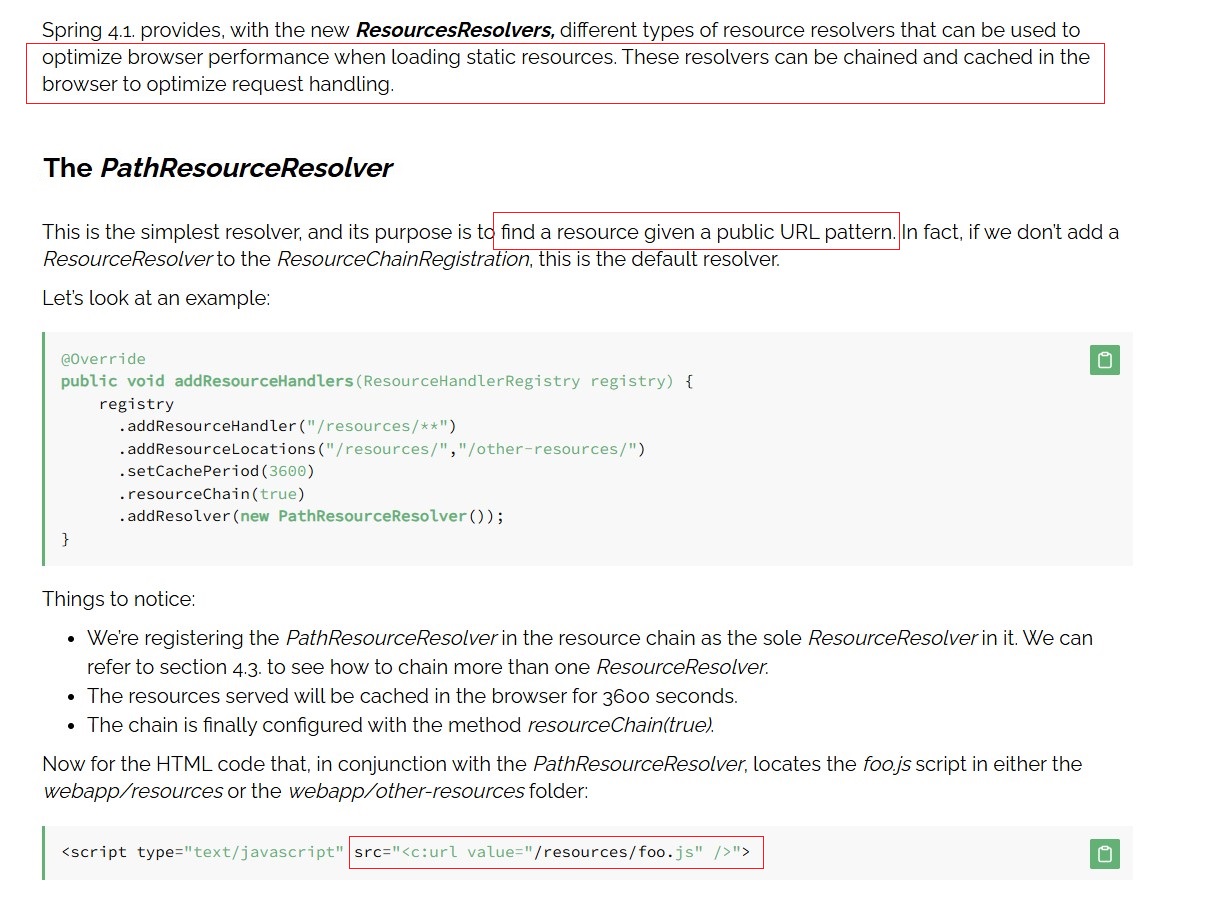 Spring 4.1. provides, with the new ResourcesResolvers, different types of resource resolvers that can be used to
optimize browser performance when loading static resources. These resolvers can be chained and cached in the
browser to optimize request handling.
The PathResourceResolver
This is the simplest resolver, and its purpose is to find a resource given a public URL pattern. In fact, if we don’t add a
ResourceResolver to the ResourceChainRegistration, this is the default resolver.
Let’s look at an example:
@Override
public void addResourceHandlers(ResourceHandlerRegistry registry) {
    registry
      .addResourceHandler("/resources/**")
      .addResourceLocations("/resources/","/other-resources/")
      .setCachePeriod(3600)
      .resourceChain(true)
      .addResolver(new PathResourceResolver());
}
Things to notice:
• We’re registering the PathResourceResolver in the resource chain as the sole ResourceResolver in it. We can
refer to section 4.3. to see how to chain more than one ResourceResolver.
• The resources served will be cached in the browser for 3600 seconds.
• The chain is finally configured with the method resourceChain(true).
Now for the HTML code that, in conjunction with the PathResourceResolver, locates the foo.js script in either the
webapp/resources or the webapp/other-resources folder:
<script type="text/javascript" src="<c:url value="/resources/foo.js" />">